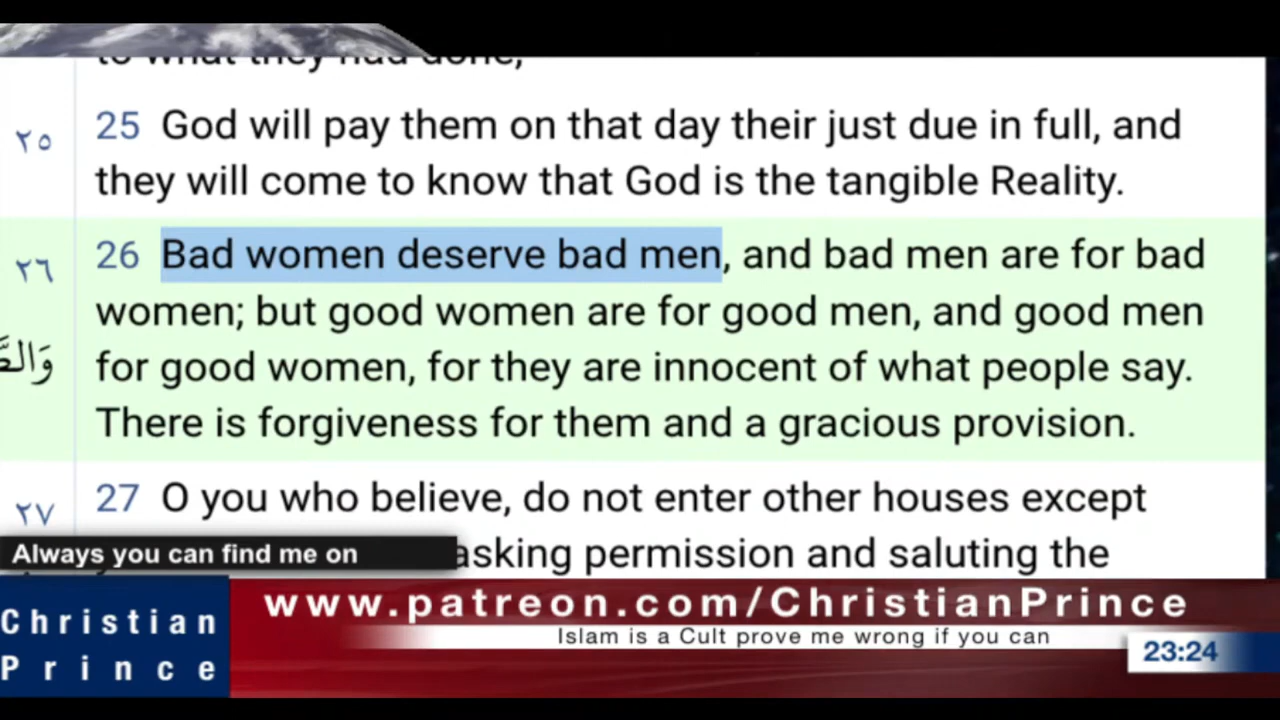 ٢٥ 25 God will pay them on that day their just due in full, and
they will come to know that God is the tangible Reality.
٢٦ 26 Bad women deserve bad men, and bad men are for bad
women; but good women are for good men, and good men
for good women, for they are innocent of what people say.
There is forgiveness for them and a gracious provision.
٢٧ 27 O you who believe, do not enter other houses except
asking permission and saluting the
Always you can find me on
Christian
Prince
www.patreon.com/ChristianPrince
Islam is a Cult prove me wrong if you can
23:24